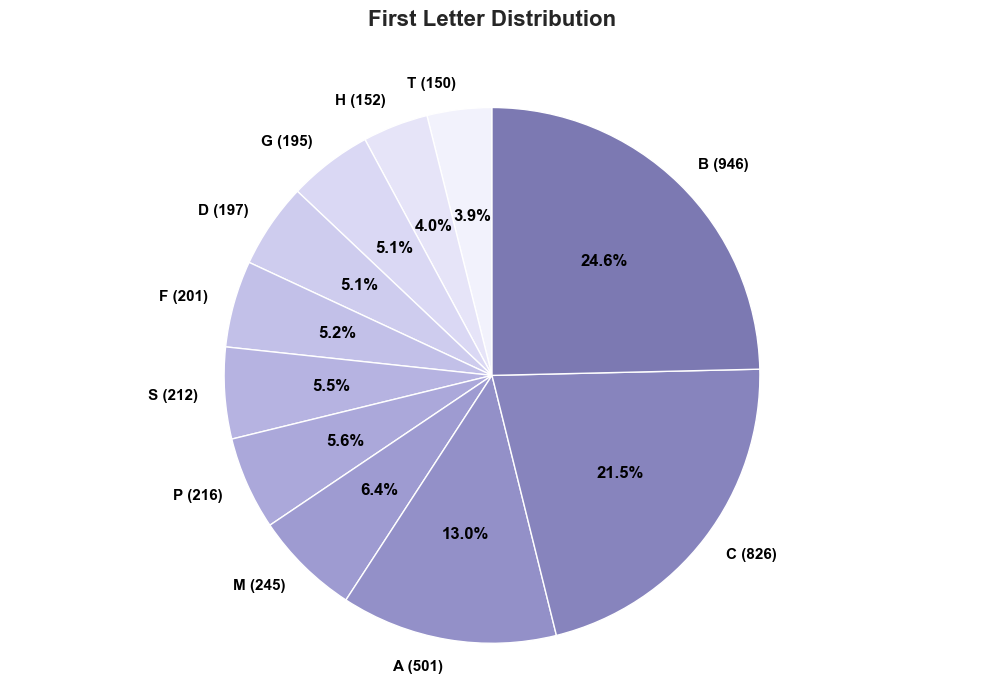 First Letter Distribution
T (150)
H (152)
G (195)
D (197)
F (201)
S (212)
P (216)
M (245)
A (501)
C (826)
B (946)
3.9%
4.0%
5.1%
5.1%
5.2%
5.5%
5.6%
6.4%
13.0%
21.5%
24.6%